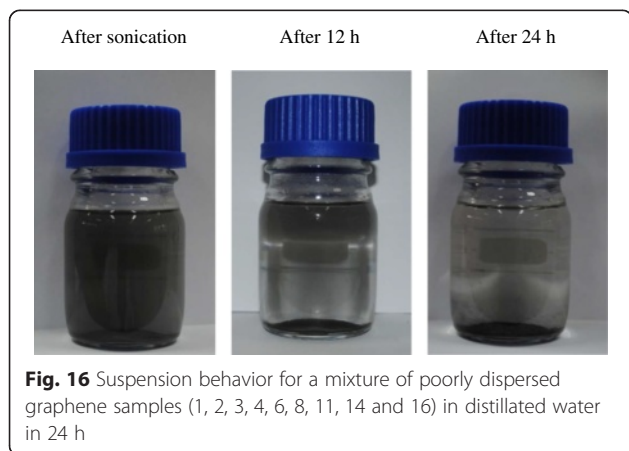 After sonication After 12 h After 24 h
Fig. 16 Suspension behavior for a mixture of poorly dispersed
graphene samples (1, 2, 3, 4, 6, 8, 11, 14 and 16) in distillated water
in 24 h